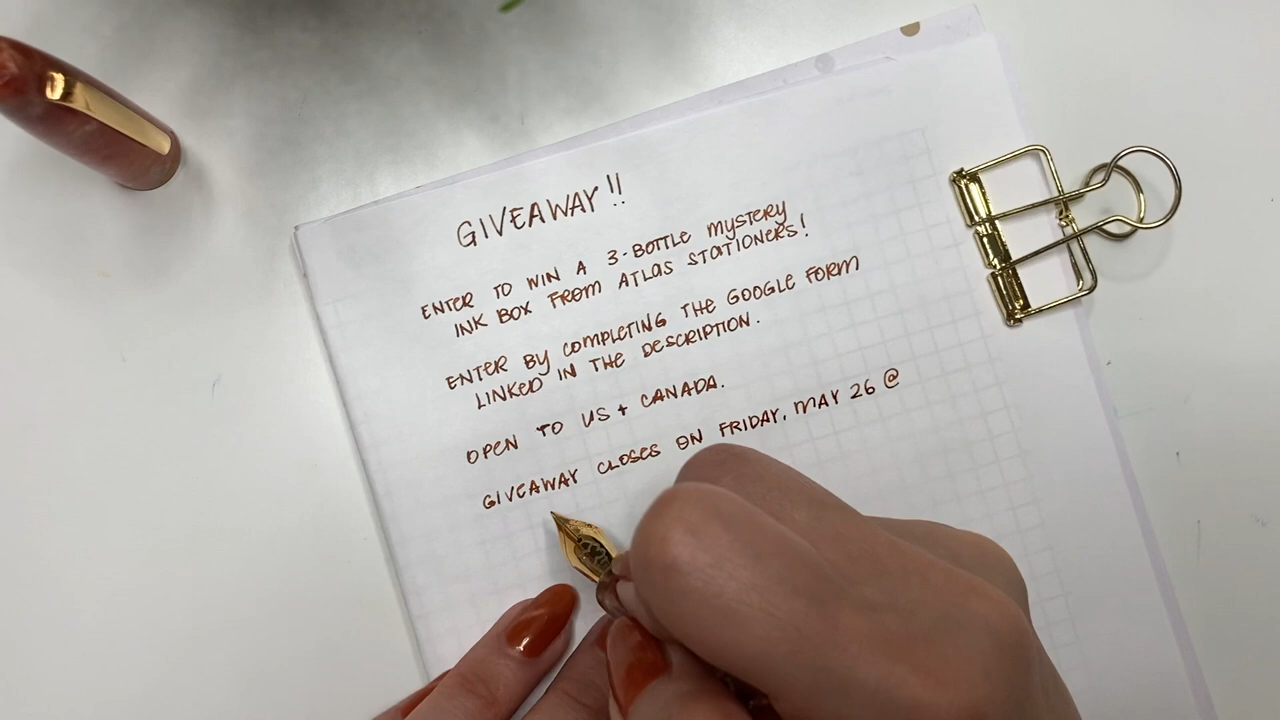 GIVEAWAY!!
ENTER TO WIN A 3-BOTTLE MYSTERY
INK BOX FROM ATLAS STATIONERS!
ENTER BY COMPLETING THE GOOGLE FORM
LINKED IN THE DESCRIPTION.
OPEN TO US + CANADA.
GIVEAWAY CLOSES ON FRIDAY, MAY 26 @